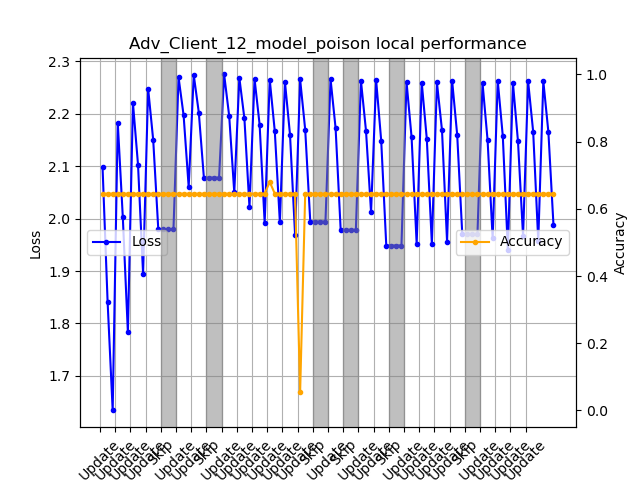 Adv_Client_12_model_poison local performance
2.3
2.2
2.1
2.0
1.9
1.8
1.7
Loss
1.0
0.8
0.6
0.4
0.2
0.0
Accuracy
Loss
Accuracy
Update
Update
Update
Update
Skip
Update
Update
Skip
Update
Update
Update
Update
Update
Update
Skip
Update
Skip
Update
Update
Skip
Update
Update
Update
Update
Skip
Update
Update
Update
Update